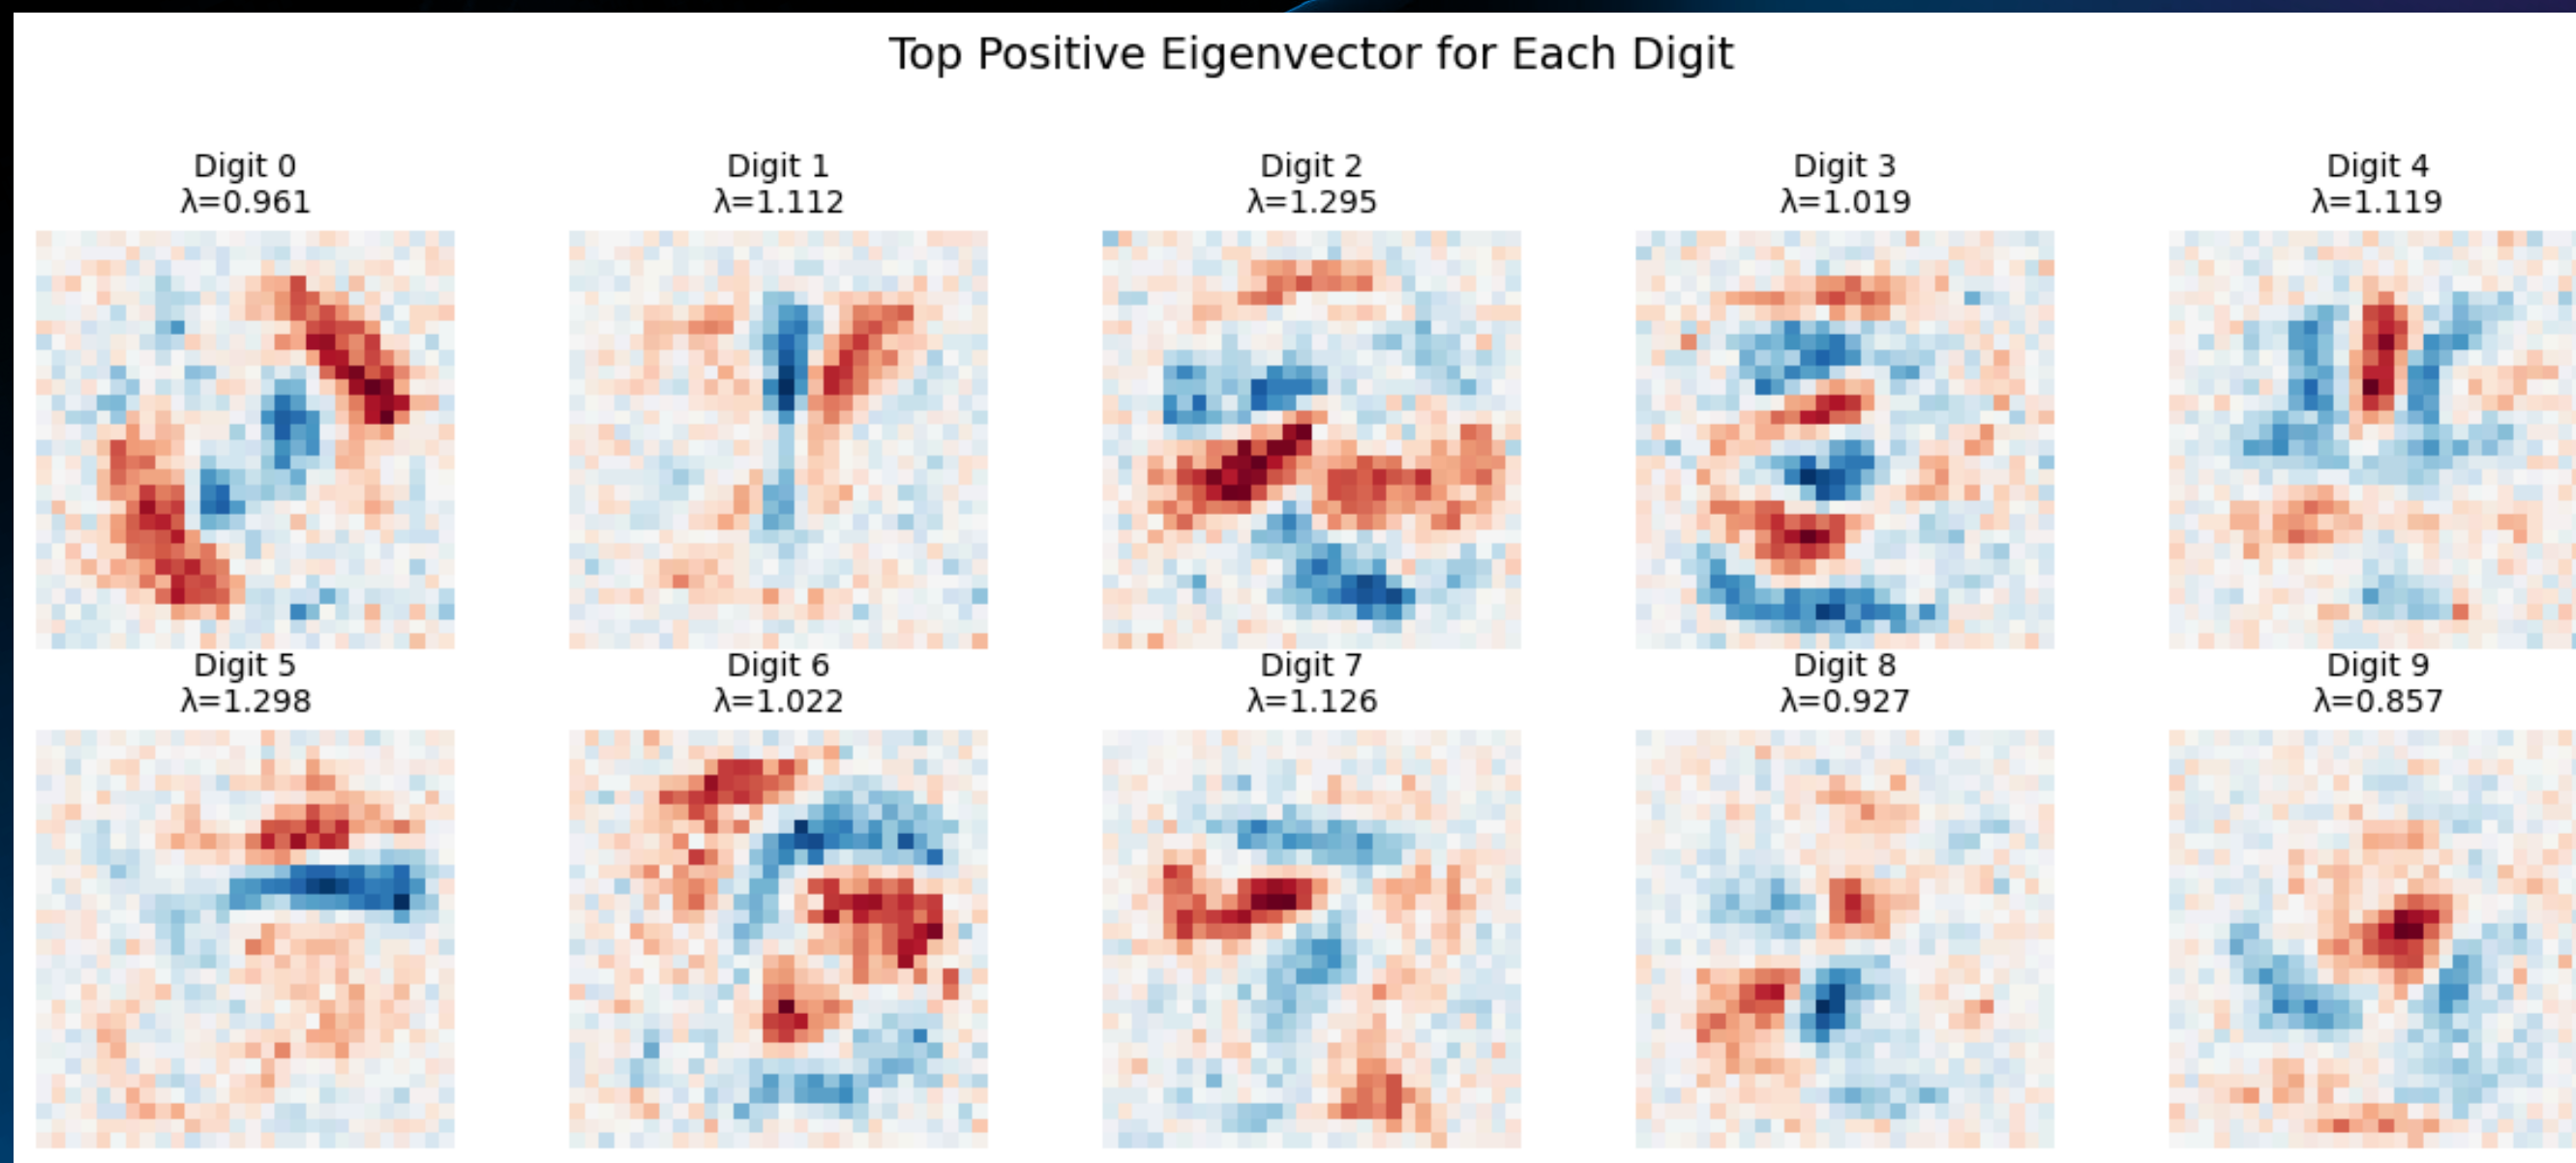 Top Positive Eigenvector for Each Digit
Digit 0
λ=0.961
Digit 1
λ=1.112
Digit 2
λ=1.295
Digit 3
λ=1.019
Digit 4
λ=1.119
Digit 5
λ=1.298
Digit 6
λ=1.022
Digit 7
λ=1.126
Digit 8
λ=0.927
Digit 9
λ=0.857